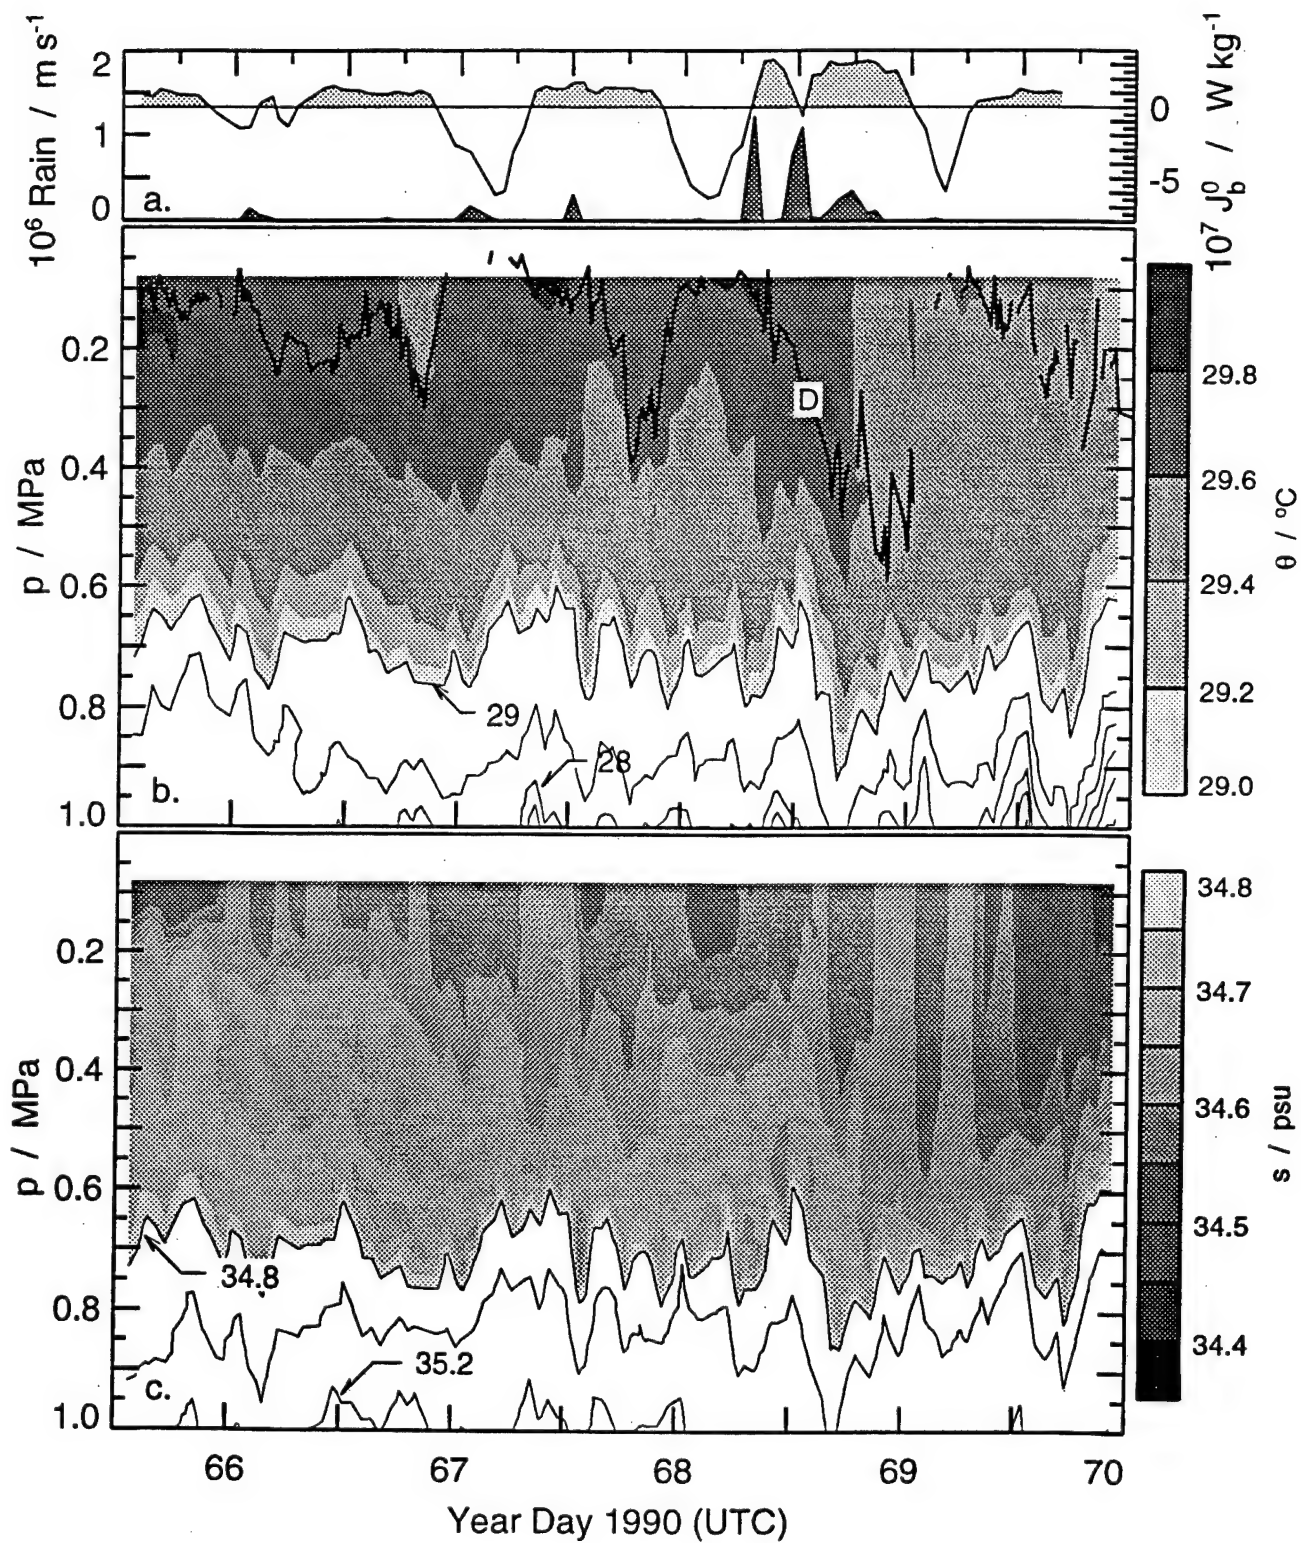 10⁶ Rain / m s⁻¹
2
1
0
a.
0
-5
10⁷ J_b⁰ / W kg⁻¹
p / MPa
0.2
0.4
0.6
0.8
1.0
D
29
28
b.
29.8
29.6
29.4
29.2
29.0
θ / °C
p / MPa
0.2
0.4
0.6
0.8
1.0
34.8
35.2
c.
34.8
34.7
34.6
34.5
34.4
s / psu
66 67 68 69 70
Year Day 1990 (UTC)